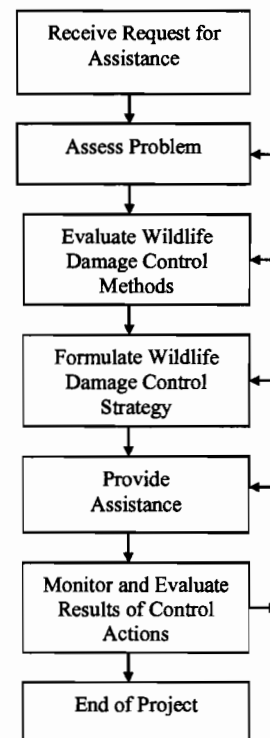 Receive Request for
Assistance
Assess Problem
Evaluate Wildlife
Damage Control
Methods
Formulate Wildlife
Damage Control
Strategy
Provide
Assistance
Monitor and Evaluate
Results of Control
Actions
End of Project